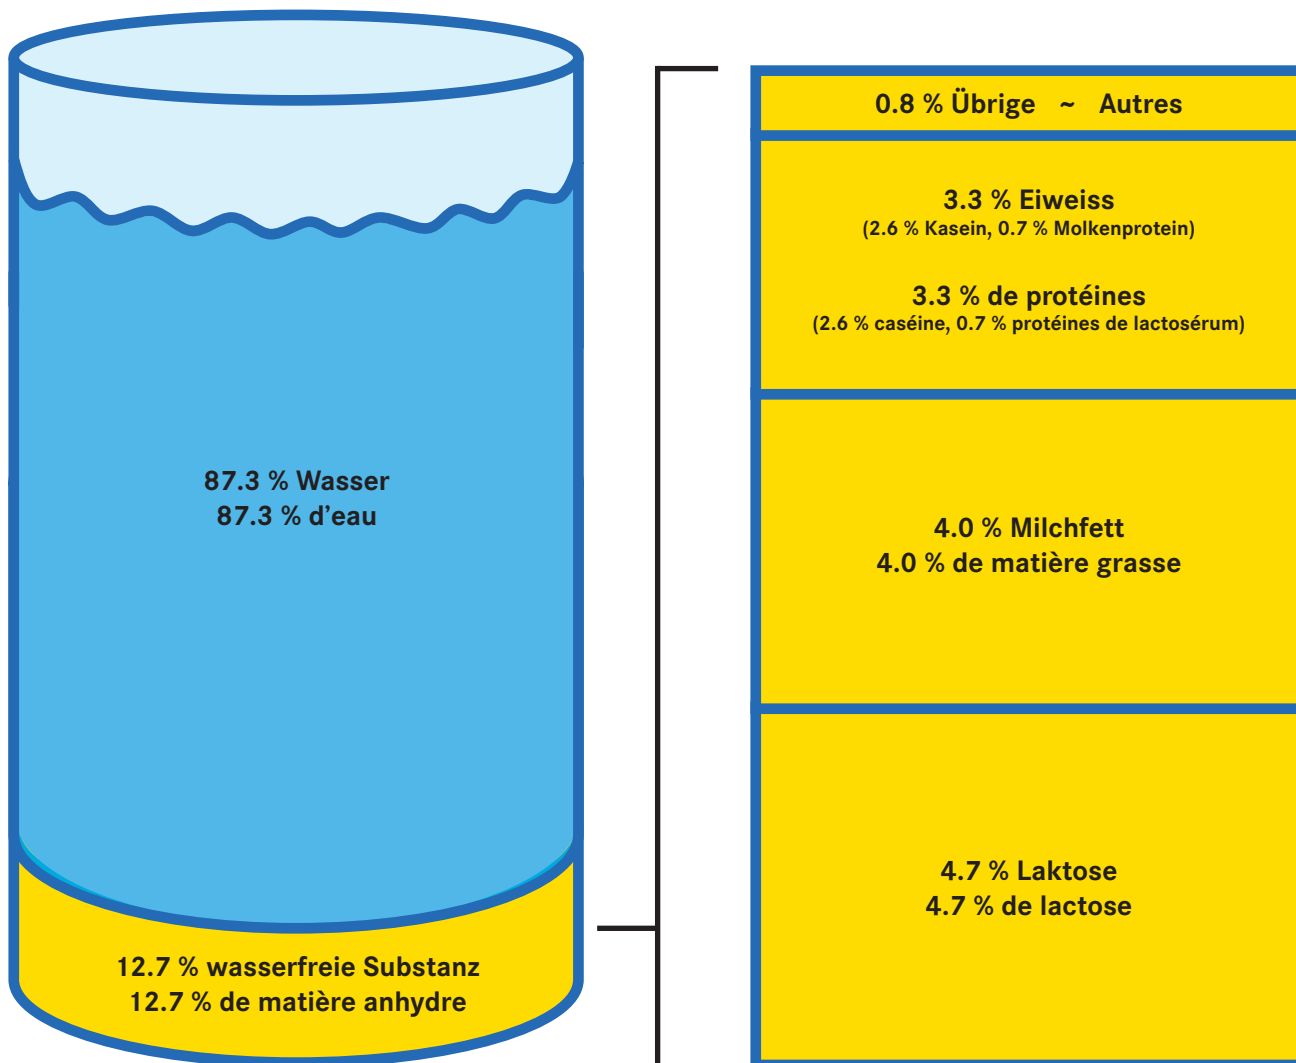 87.3 % Wasser
87.3 % d’eau
12.7 % wasserfreie Substanz
12.7 % de matière anhydre
0.8 % Übrige ~ Autres
3.3 % Eiweiss
(2.6 % Kasein, 0.7 % Molkenprotein)
3.3 % de protéines
(2.6 % caséine, 0.7 % protéines de lactosérum)
4.0 % Milchfett
4.0 % de matière grasse
4.7 % Laktose
4.7 % de lactose